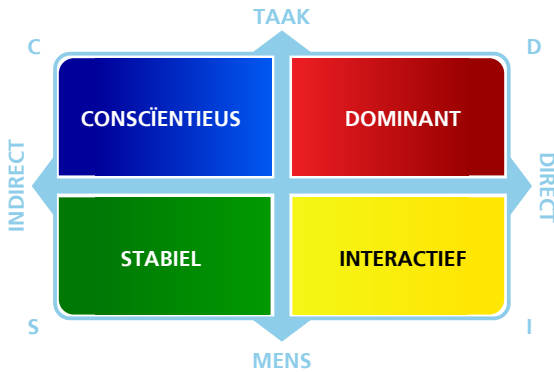 TAAK
C
D
CONSCÏENTIEUS
DOMINANT
INDIRECT
DIRECT
STABIEL
INTERACTIEF
S
I
MENS